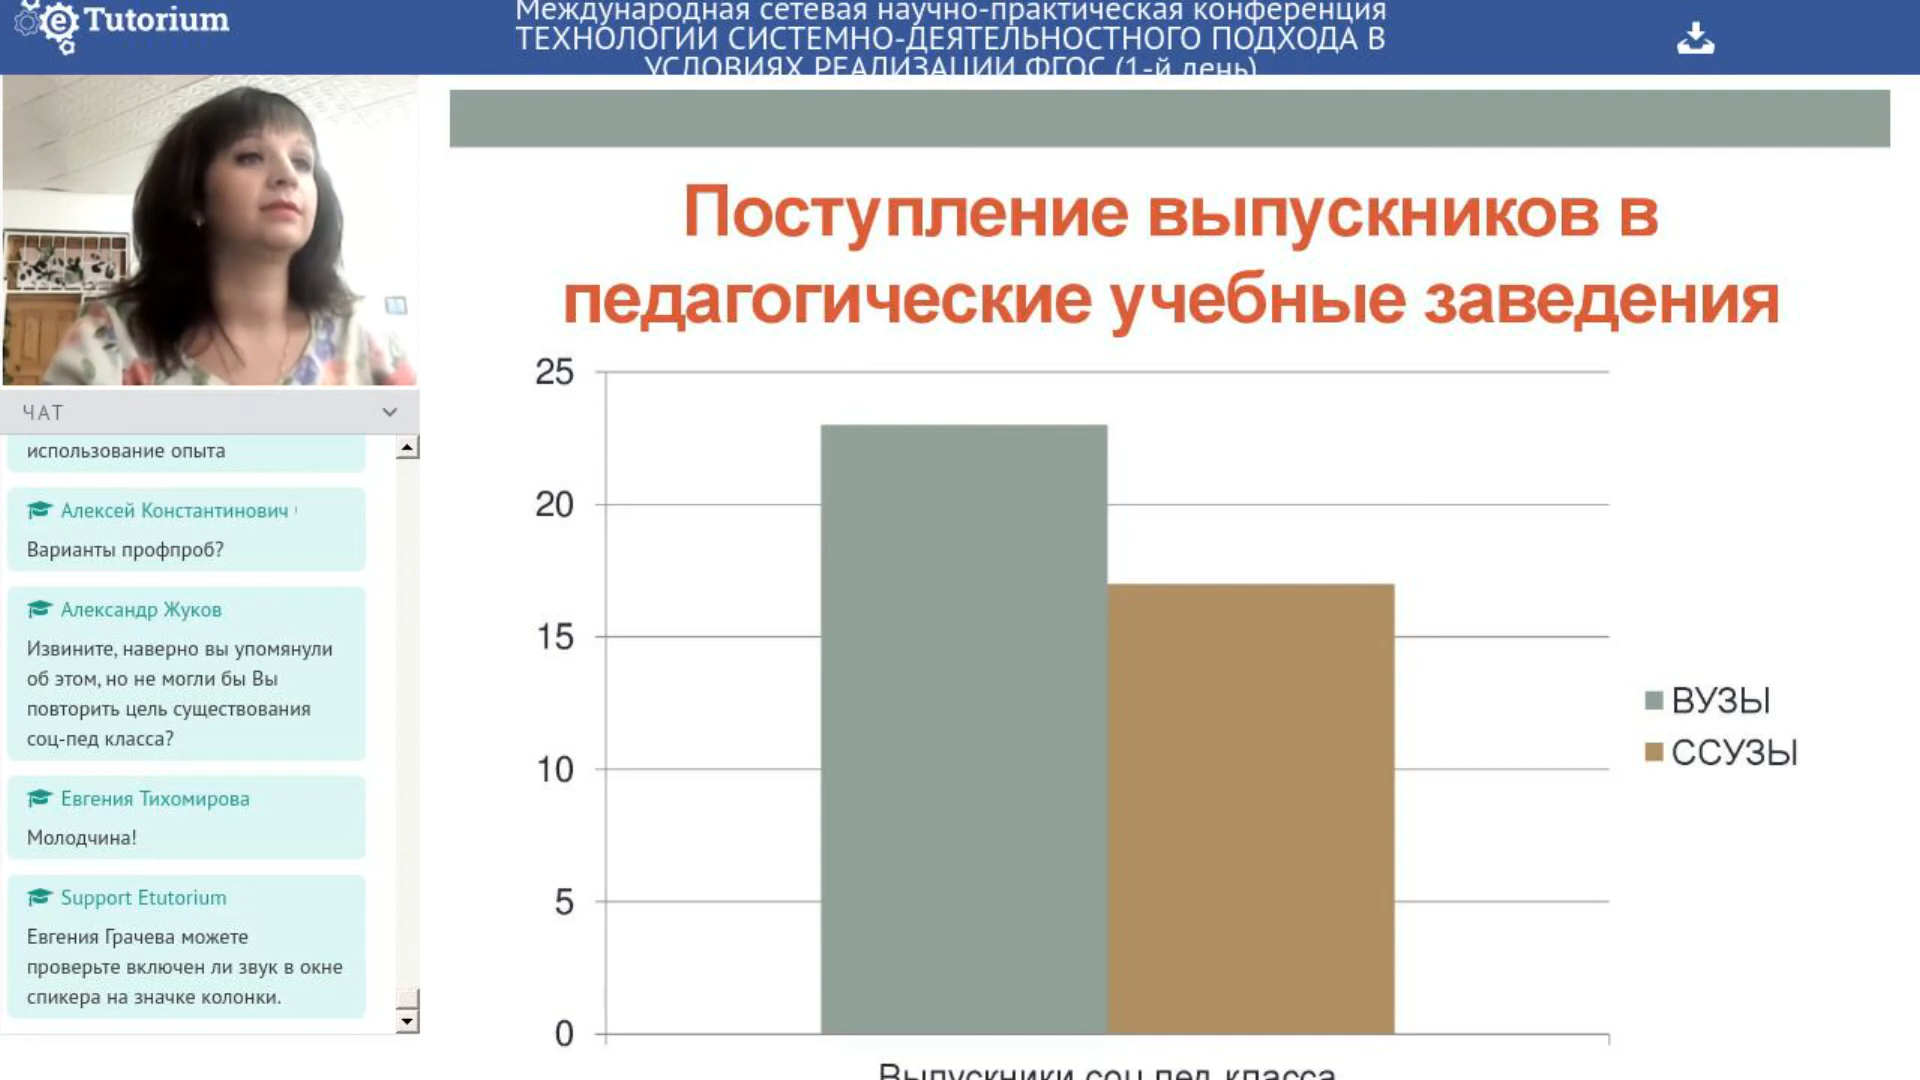 eTutorium
Международная сетевая научно-практическая конференция
ТЕХНОЛОГИИ СИСТЕМНО-ДЕЯТЕЛЬНОСТНОГО ПОДХОДА В
УСЛОВИЯХ РЕАЛИЗАЦИИ ФГОС (1-й день)
ЧАТ
использование опыта
Алексей Константинович
Варианты профпроб?
Александр Жуков
Извините, наверно вы упомянули
об этом, но не могли бы Вы
повторить цель существования
соц-пед класса?
Евгения Тихомирова
Молодчина!
Support Etutorium
Евгения Грачева можете
проверьте включен ли звук в окне
спикера на значке колонки.
Поступление выпускников в
педагогические учебные заведения
25
20
15
10
5
0
ВУЗЫ
ССУЗЫ
Выпускники соц пед класса